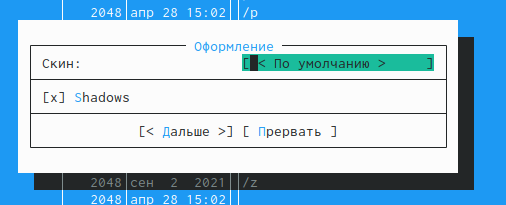 2048 апр 28 15:02 /p
Оформление
Скин: [ < По умолчанию > ]
[x] Shadows
[< Дальше >] [ Прервать ]
2048 сен 2 2021 /z
2048 апр 28 15:02